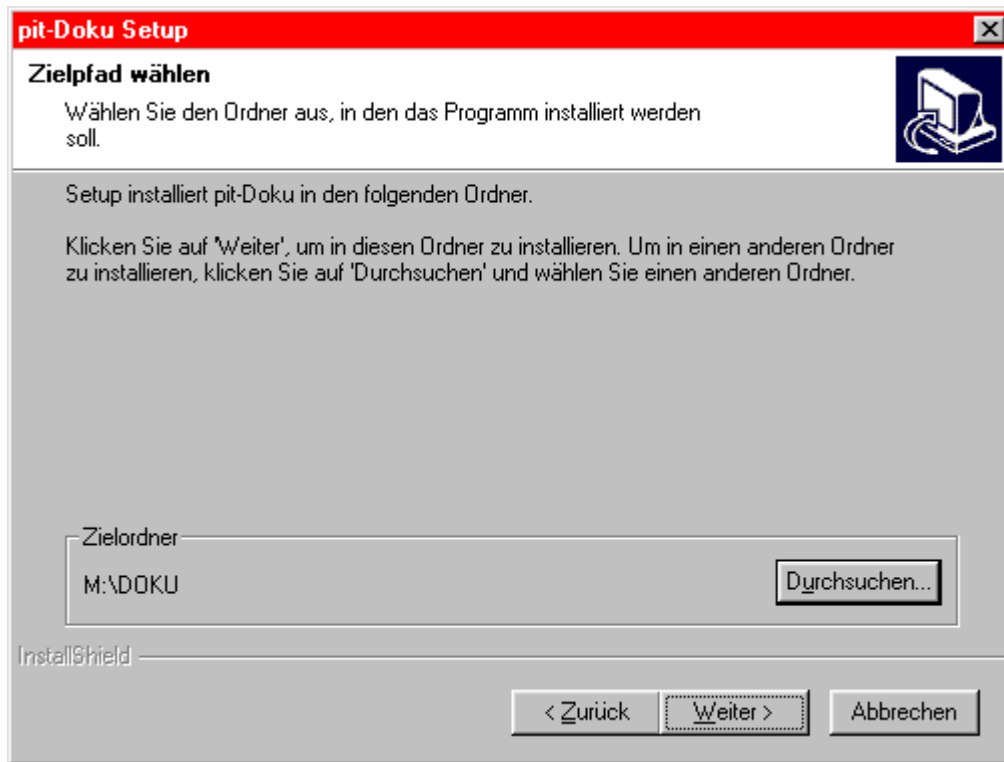 pit-Doku Setup
Zielpfad wählen
Wählen Sie den Ordner aus, in den das Programm installiert werden
soll.
Setup installiert pit-Doku in den folgenden Ordner.
Klicken Sie auf 'Weiter', um in diesen Ordner zu installieren. Um in einen anderen Ordner
zu installieren, klicken Sie auf 'Durchsuchen' und wählen Sie einen anderen Ordner.
Zielordner
M:\DOKU
Durchsuchen...
InstallShield
< Zurück
Weiter >
Abbrechen